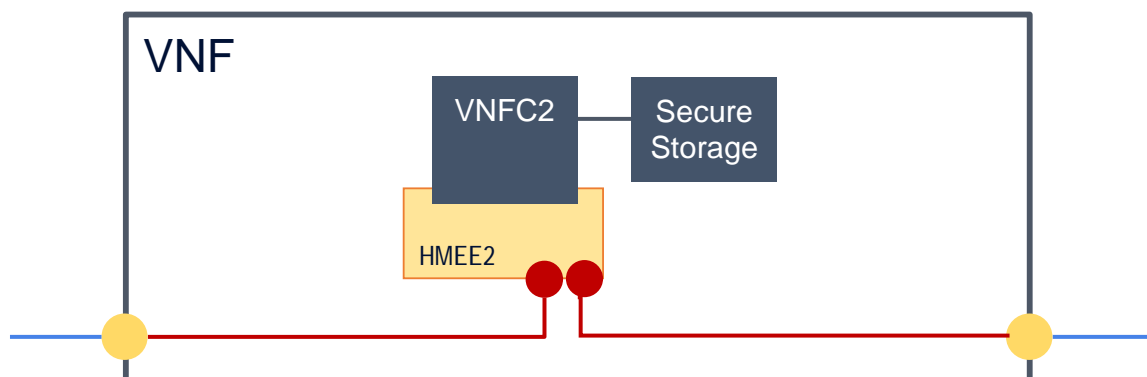 VNF
VNFC2
Secure
Storage
HMEE2